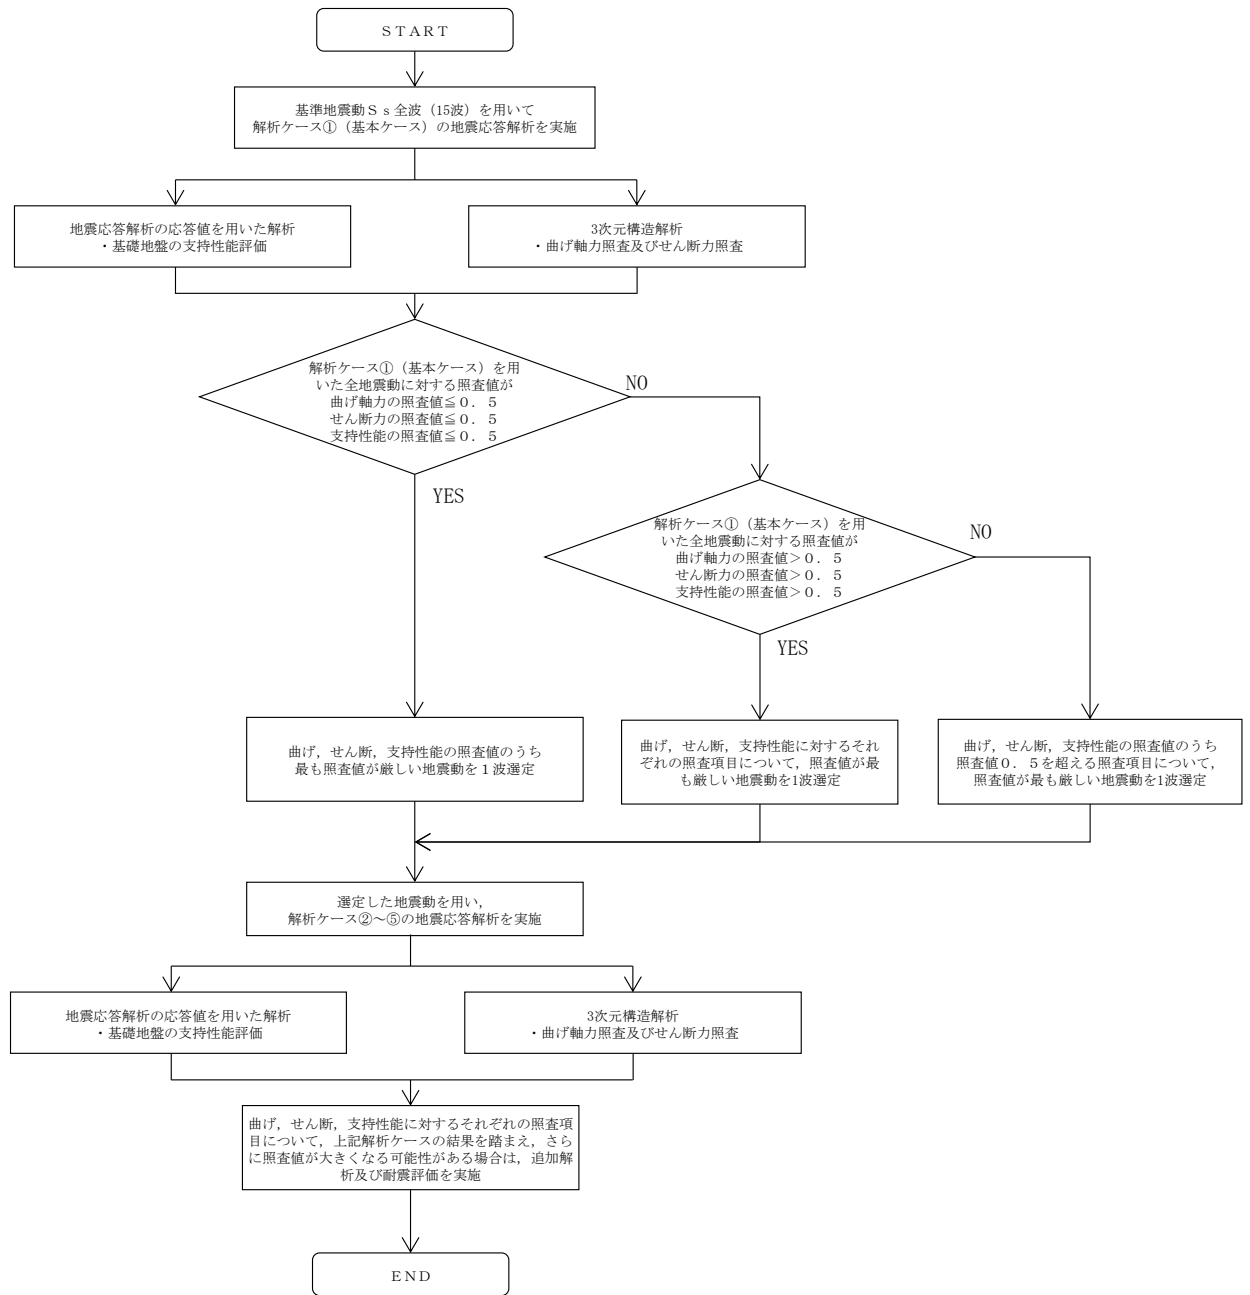 ＳＴＡＲＴ
基準地震動Ｓｓ全波（15波）を用いて
解析ケース①（基本ケース）の地震応答解析を実施
地震応答解析の応答値を用いた解析
・基礎地盤の支持性能評価
3次元構造解析
・曲げ軸力照査及びせん断力照査
解析ケース①（基本ケース）を用
いた全地震動に対する照査値が
曲げ軸力の照査値≦０．５
せん断力の照査値≦０．５
支持性能の照査値≦０．５
NO
YES
解析ケース①（基本ケース）を用
いた全地震動に対する照査値が
曲げ軸力の照査値＞０．５
せん断力の照査値＞０．５
支持性能の照査値＞０．５
NO
YES
曲げ，せん断，支持性能の照査値のうち
最も照査値が厳しい地震動を１波選定
曲げ，せん断，支持性能に対するそれ
ぞれの照査項目について，照査値が最
も厳しい地震動を1波選定
曲げ，せん断，支持性能の照査値のうち
照査値０．５を超える照査項目について，
照査値が最も厳しい地震動を1波選定
選定した地震動を用い，
解析ケース②～⑤の地震応答解析を実施
地震応答解析の応答値を用いた解析
・基礎地盤の支持性能評価
3次元構造解析
・曲げ軸力照査及びせん断力照査
曲げ，せん断，支持性能に対するそれぞれの照査項
目について，上記解析ケースの結果を踏まえ，さら
に照査値が大きくなる可能性がある場合は，追加解
析及び耐震評価を実施
ＥＮＤ